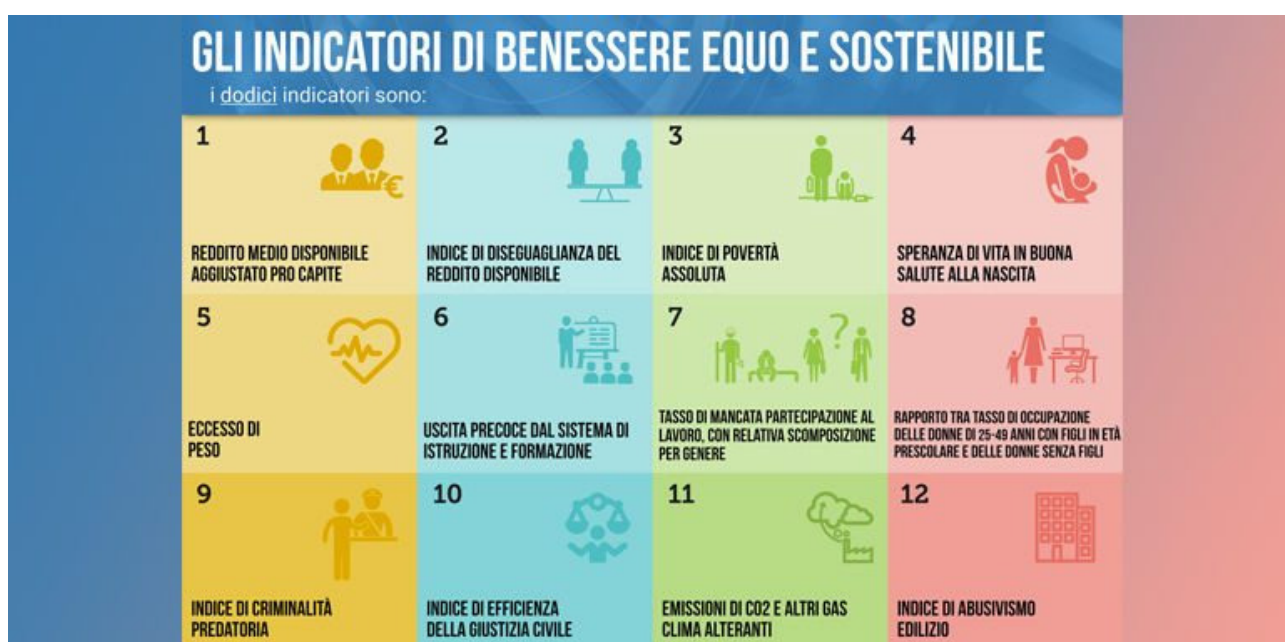 GLI INDICATORI DI BENESSERE EQUO E SOSTENIBILE
i dodici indicatori sono:
1
REDDITO MEDIO DISPONIBILE
AGGIUSTATO PRO CAPITE
2
INDICE DI DISEGUAGLIANZA DEL
REDDITO DISPONIBILE
3
INDICE DI POVERTÀ
ASSOLUTA
4
SPERANZA DI VITA IN BUONA
SALUTE ALLA NASCITA
5
ECCESSO DI
PESO
6
USCITA PRECOCE DAL SISTEMA DI
ISTRUZIONE E FORMAZIONE
7
?
TASSO DI MANCATA PARTECIPAZIONE AL
LAVORO, CON RELATIVA SCOMPOSIZIONE
PER GENERE
8
RAPPORTO TRA TASSO DI OCCUPAZIONE
DELLE DONNE DI 25-49 ANNI CON FIGLI IN ETÀ
PRESCOLARE E DELLE DONNE SENZA FIGLI
9
INDICE DI CRIMINALITÀ
PREDATORIA
10
INDICE DI EFFICIENZA
DELLA GIUSTIZIA CIVILE
11
EMISSIONI DI CO2 E ALTRI GAS
CLIMA ALTERANTI
12
INDICE DI ABUSIVISMO
EDILIZIO